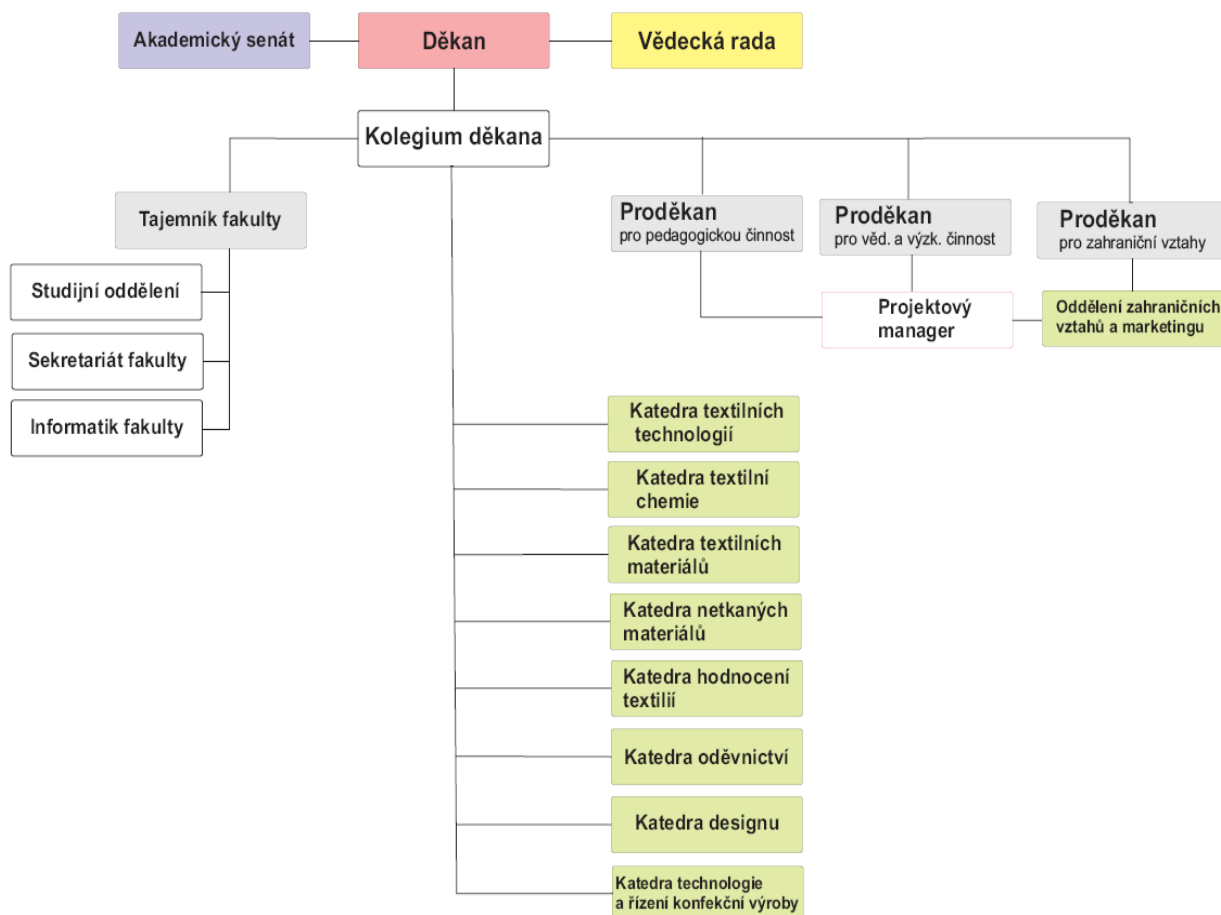 Akademický senát
Děkan
Vědecká rada
Kolegium děkana
Tajemník fakulty
Proděkan
pro pedagogickou činnost
Proděkan
pro věd. a výzk. činnost
Proděkan
pro zahraniční vztahy
Studijní oddělení
Sekretariát fakulty
Informatik fakulty
Projektový
manager
Oddělení zahraničních
vztahů a marketingu
Katedra textilních
technologií
Katedra textilní
chemie
Katedra textilních
materiálů
Katedra netkaných
materiálů
Katedra hodnocení
textilií
Katedra oděvnictví
Katedra designu
Katedra technologie
a řízení konfekční výroby